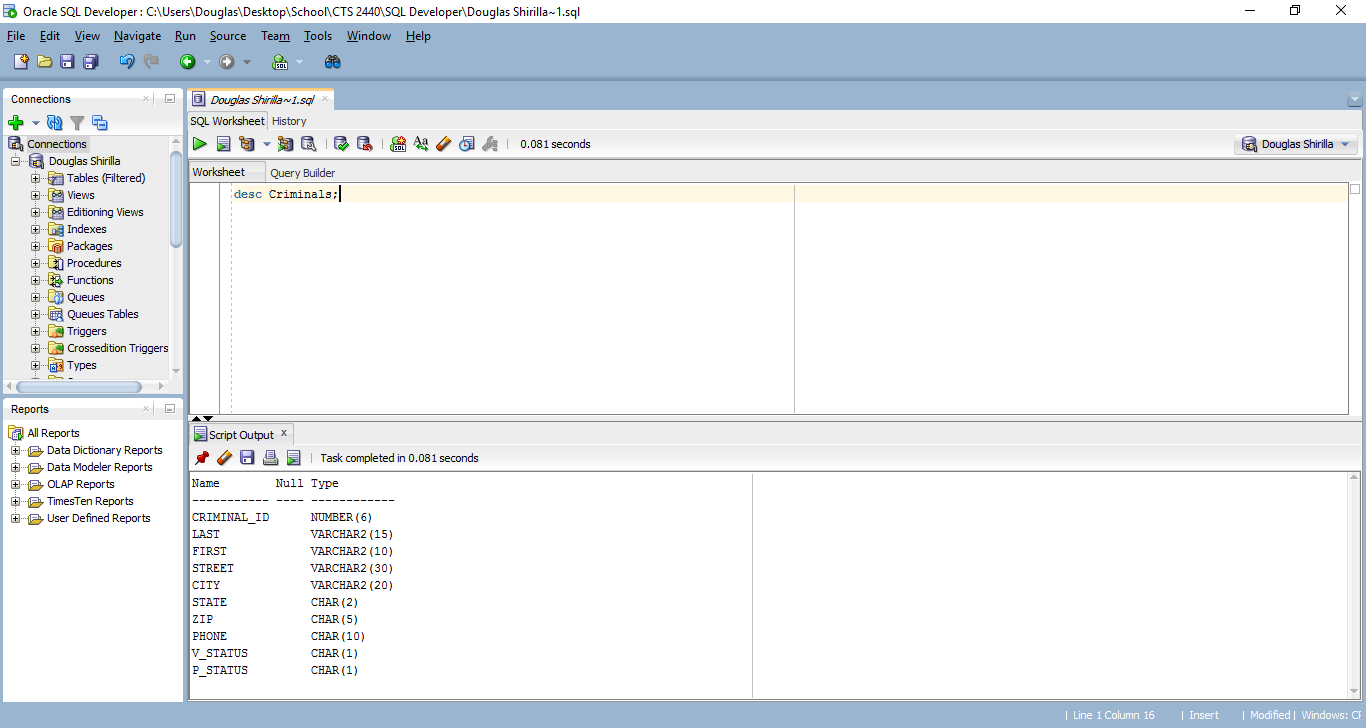 Oracle SQL Developer : C:\Users\Douglas\Desktop\School\CTS 2440\SQL Developer\Douglas Shirilla~1.sql
File Edit View Navigate Run Source Team Tools Window Help
Connections
Connections
Douglas Shirilla
Tables (Filtered)
Views
Editioning Views
Indexes
Packages
Procedures
Functions
Queues
Queues Tables
Triggers
Crossedition Triggers
Types
Reports
All Reports
Data Dictionary Reports
Data Modeler Reports
OLAP Reports
TimesTen Reports
User Defined Reports
Douglas Shirilla~1.sql
SQL Worksheet History
0.081 seconds
Douglas Shirilla
Worksheet Query Builder
desc Criminals;
Script Output
Task completed in 0.081 seconds
Name Null Type
----------- ---- ------------
CRIMINAL_ID NUMBER(6)
LAST VARCHAR2(15)
FIRST VARCHAR2(10)
STREET VARCHAR2(30)
CITY VARCHAR2(20)
STATE CHAR(2)
ZIP CHAR(5)
PHONE CHAR(10)
V_STATUS CHAR(1)
P_STATUS CHAR(1)
| Line 1 Column 16 | Insert | Modified | Windows: